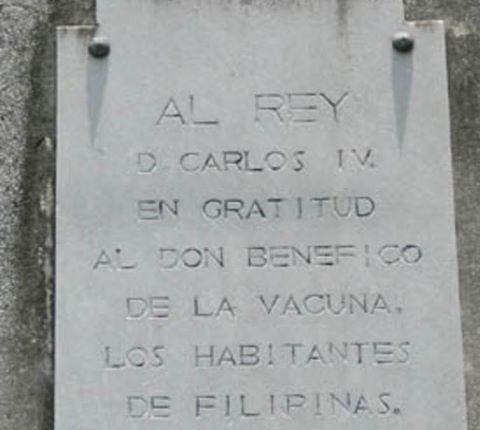 AL REY
D CARLOS IV.
EN GRATITUD
AL DON BENEFICO
DE LA VACUNA.
LOS HABITANTES
DE FILIPINAS.